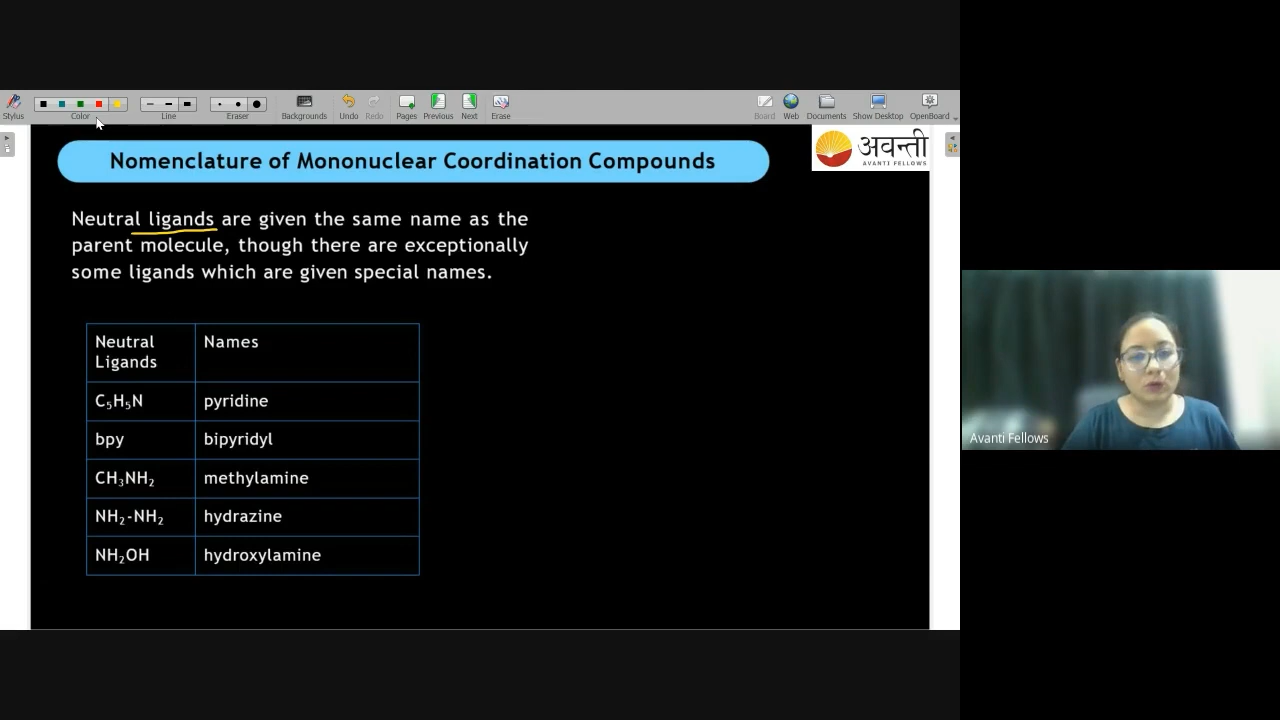 Stylus
Color
Line
Eraser
Backgrounds
Undo
Redo
Pages
Previous
Next
Erase
Board
Web
Documents
Show Desktop
OpenBoard
Nomenclature of Mononuclear Coordination Compounds
अवन्ती
AVANTI FELLOWS
Neutral ligands are given the same name as the
parent molecule, though there are exceptionally
some ligands which are given special names.
Neutral
Ligands
Names
C₅H₅N
pyridine
bpy
bipyridyl
CH₃NH₂
methylamine
NH₂-NH₂
hydrazine
NH₂OH
hydroxylamine
Avanti Fellows